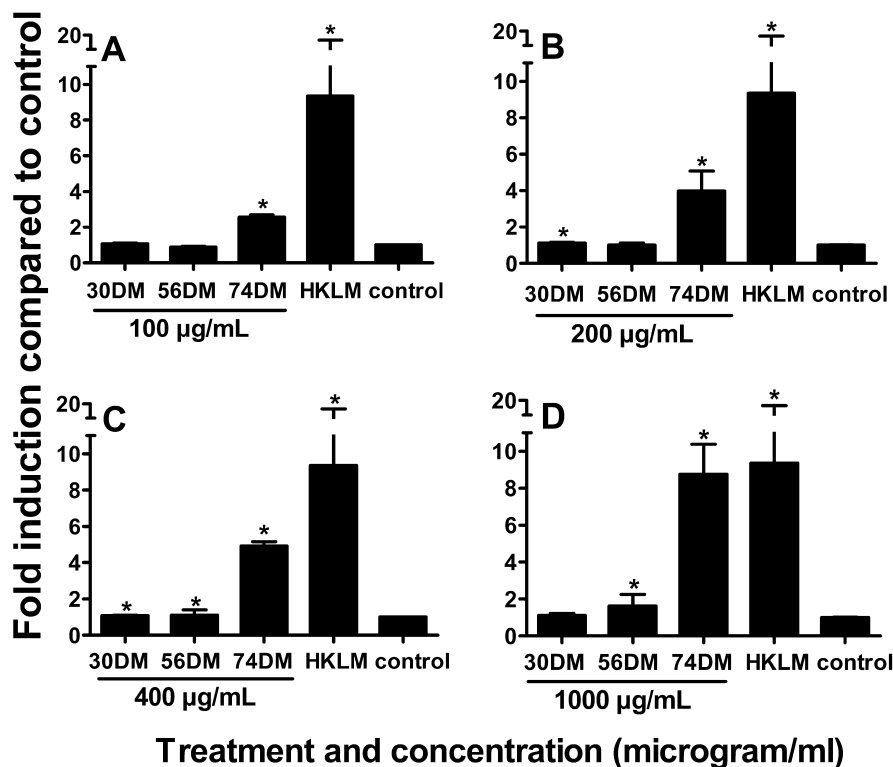 Fold induction compared to control
A
*
20
10
8
*
6
4
2
0
30DM 56DM 74DM HKLM control
100 µg/mL
B
*
20
10
8
6
*
4
*
2
0
30DM 56DM 74DM HKLM control
200 µg/mL
C
*
20
10
8
6
*
4
2
* *
0
30DM 56DM 74DM HKLM control
400 µg/mL
D
*
20
*
10
8
6
4
*
2
0
30DM 56DM 74DM HKLM control
1000 µg/mL
Treatment and concentration (microgram/ml)